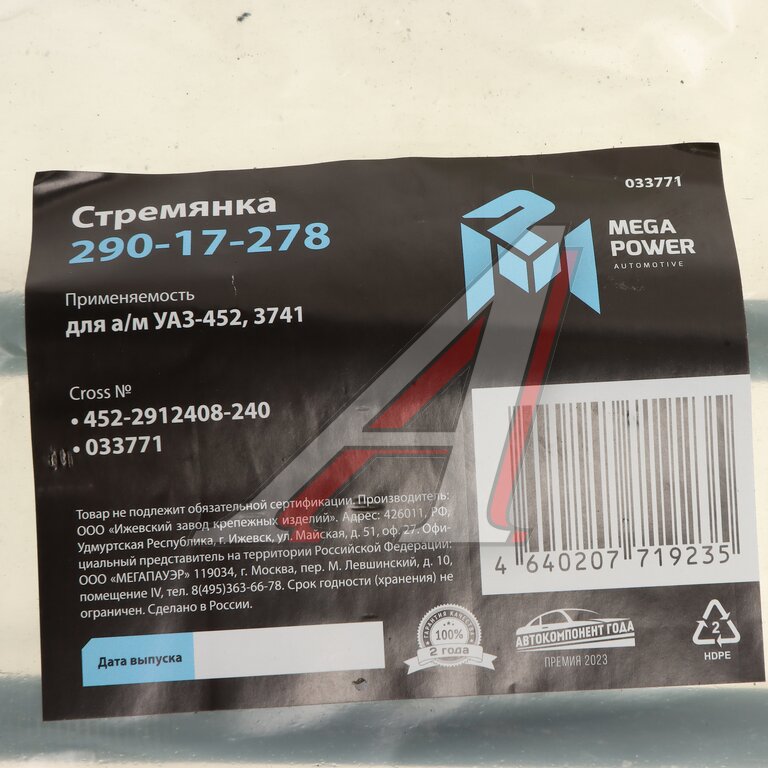 Стремянка
290-17-278
033771
MEGA
POWER
AUTOMOTIVE
Применяемость
для а/м УАЗ-452, 3741
Cross №
• 452-2912408-240
• 033771
Товар не подлежит обязательной сертификации. Производитель:
ООО «Ижевский завод крепежных изделий». Адрес: 426011, РФ,
Удмуртская Республика, г. Ижевск, ул. Майская, д. 51, оф. 27. Офи-
циальный представитель на территории Российской Федерации:
ООО «МЕГАПАУЭР» 119034, г. Москва, пер. М. Левшинский, д. 10,
помещение IV, тел. 8(495)363-66-78. Срок годности (хранения) не
ограничен. Сделано в России.
4 640207 719235
Дата выпуска
ГАРАНТИЯ КАЧЕСТВА
100%
2 года
АВТОКОМПОНЕНТ ГОДА
ПРЕМИЯ 2023
2
HDPE